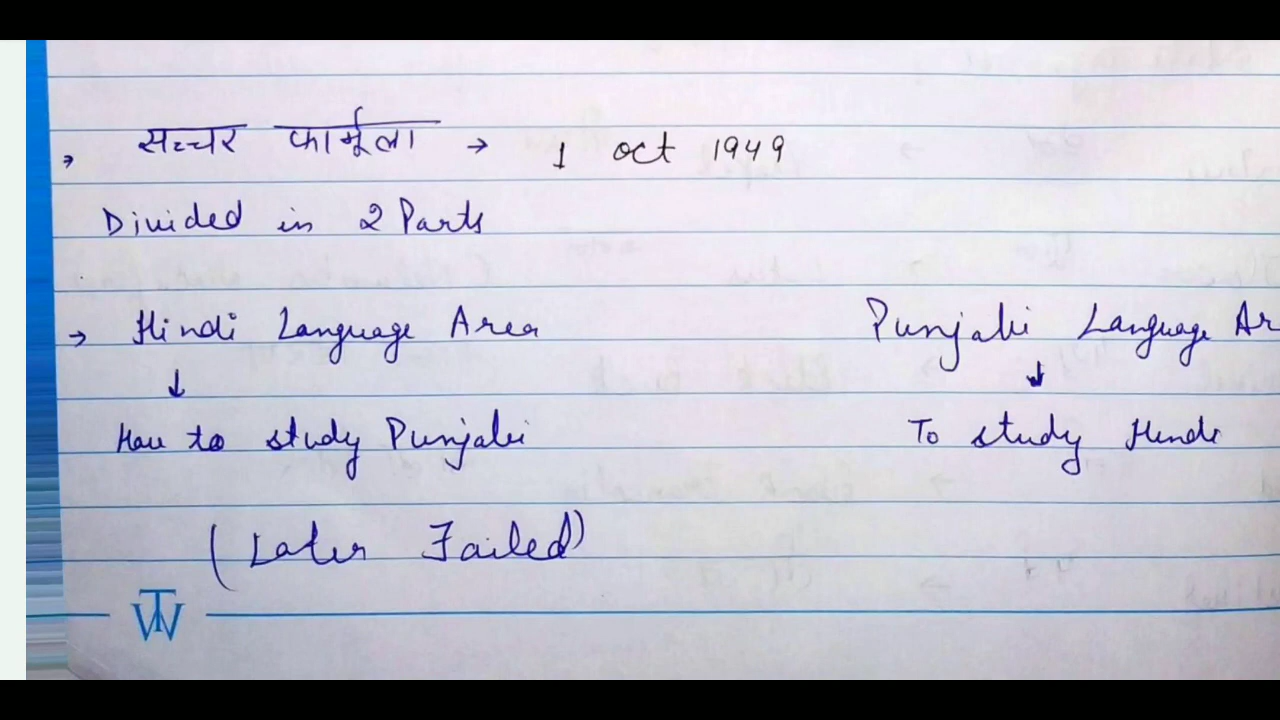 → सच्चर फार्मूला → 1 oct 1949
Divided in 2 Parts
→ Hindi Language Area Punjabi Language Ar
↓ ↓
Have to study Punjabi To study Hindi
(Later Failed)